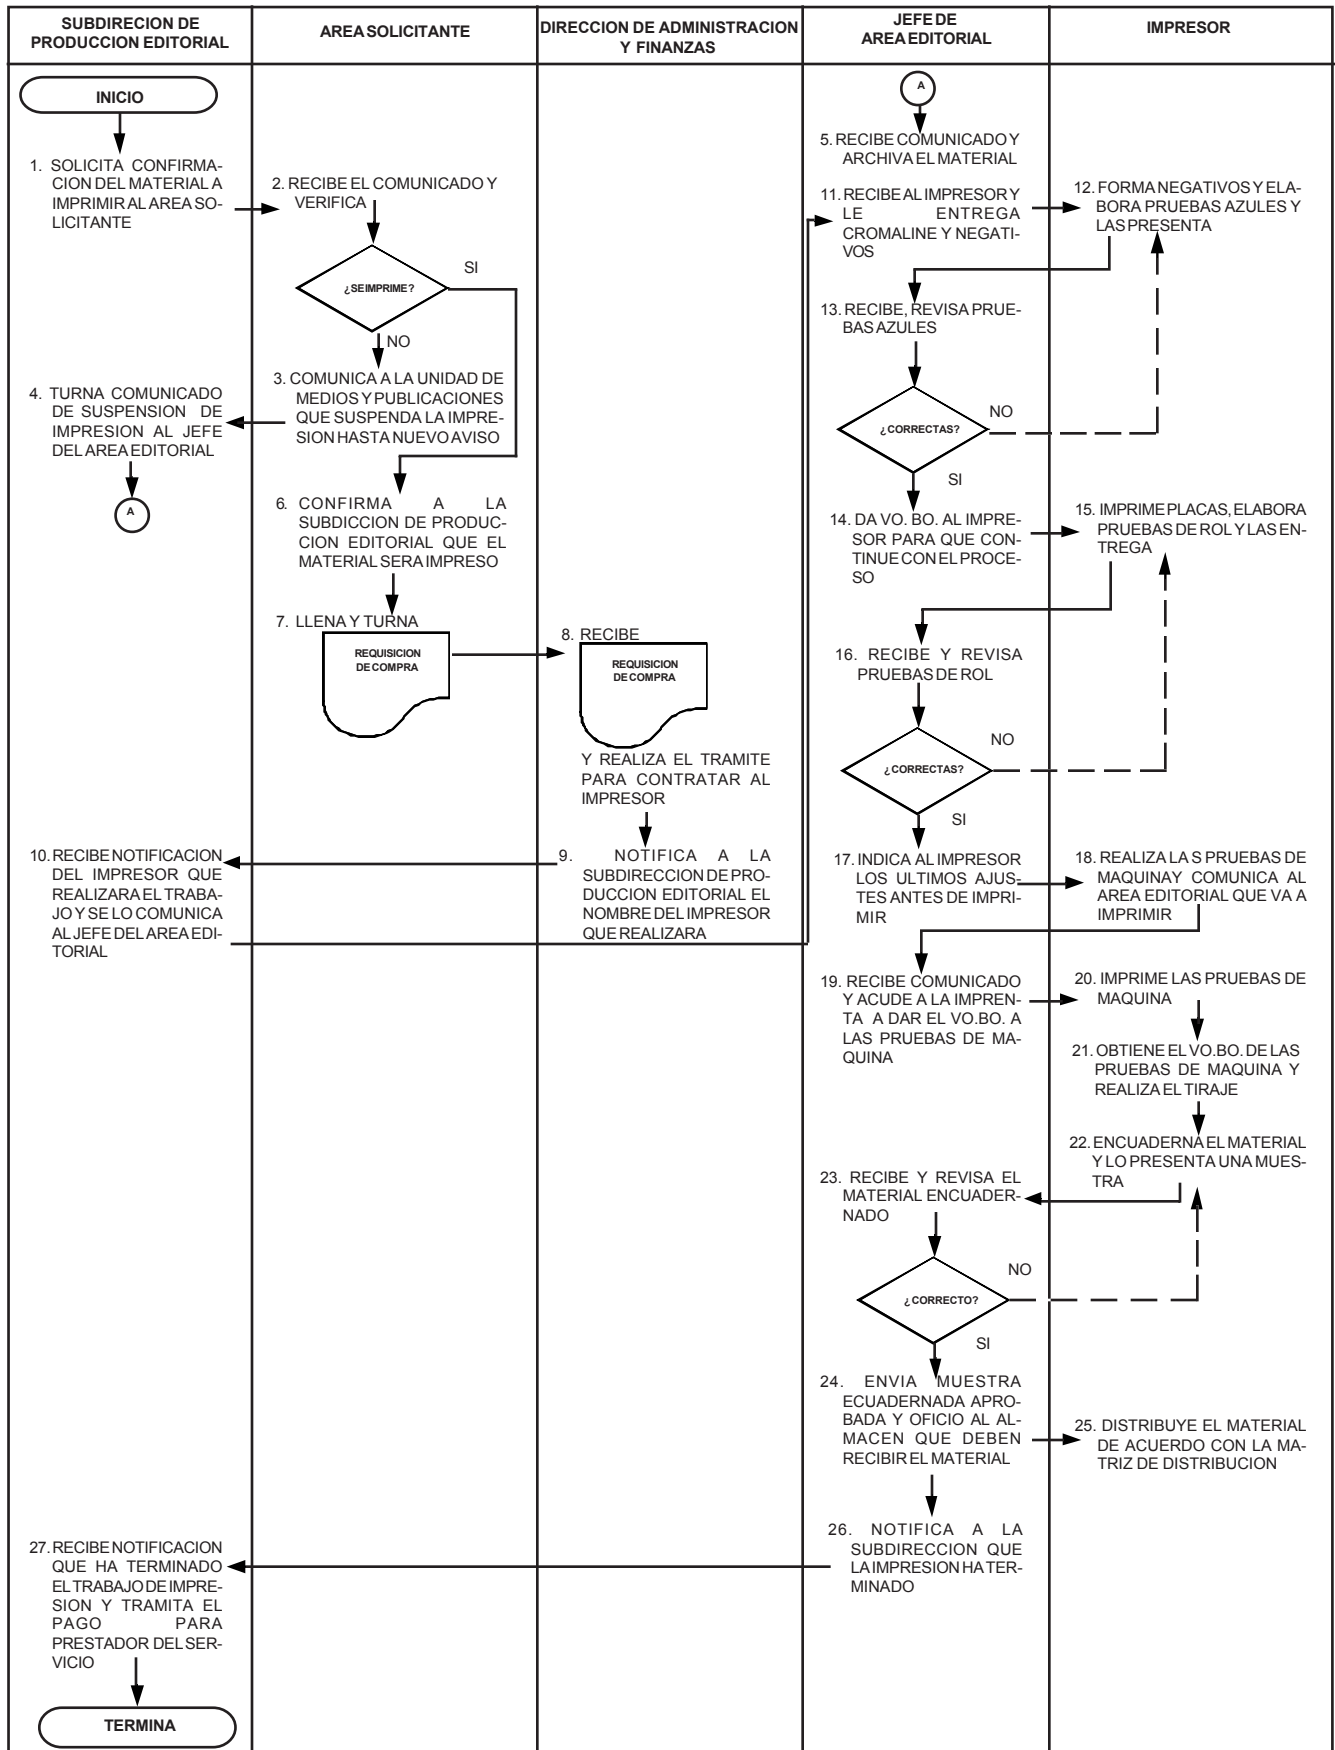 SUBDIRECION DE
PRODUCCION EDITORIAL
AREA SOLICITANTE
DIRECCION DE ADMINISTRACION
Y FINANZAS
JEFE DE
AREA EDITORIAL
IMPRESOR
INICIO
1. SOLICITA CONFIRMA-
CION DEL MATERIAL A
IMPRIMIR AL AREA SO-
LICITANTE
2. RECIBE EL COMUNICADO Y
VERIFICA
¿SE IMPRIME?
SI
NO
3. COMUNICA A LA UNIDAD DE
MEDIOS Y PUBLICACIONES
QUE SUSPENDA LA IMPRE-
SION HASTA NUEVO AVISO
4. TURNA COMUNICADO
DE SUSPENSION DE
IMPRESION AL JEFE
DEL AREA EDITORIAL
A
A
5. RECIBE COMUNICADO Y
ARCHIVA EL MATERIAL
6. CONFIRMA A LA
SUBDICCION DE PRODUC-
CION EDITORIAL QUE EL
MATERIAL SERA IMPRESO
7. LLENA Y TURNA
REQUISICION
DE COMPRA
8. RECIBE
REQUISICION
DE COMPRA
Y REALIZA EL TRAMITE
PARA CONTRATAR AL
IMPRESOR
9. NOTIFICA A LA
SUBDIRECCION DE PRO-
DUCCION EDITORIAL EL
NOMBRE DEL IMPRESOR
QUE REALIZARA
10. RECIBE NOTIFICACION
DEL IMPRESOR QUE
REALIZARA EL TRABA-
JO Y SE LO COMUNICA
AL JEFE DEL AREA EDI-
TORIAL
11. RECIBE AL IMPRESOR Y
LE ENTREGA
CROMALINE Y NEGATI-
VOS
12. FORMA NEGATIVOS Y ELA-
BORA PRUEBAS AZULES Y
LAS PRESENTA
13. RECIBE, REVISA PRUE-
BAS AZULES
¿CORRECTAS?
NO
SI
14. DA VO. BO. AL IMPRE-
SOR PARA QUE CON-
TINUE CON EL PROCE-
SO
15. IMPRIME PLACAS, ELABORA
PRUEBAS DE ROL Y LAS EN-
TREGA
16. RECIBE Y REVISA
PRUEBAS DE ROL
¿CORRECTAS?
NO
SI
17. INDICA AL IMPRESOR
LOS ULTIMOS AJUS-
TES ANTES DE IMPRI-
MIR
18. REALIZA LA S PRUEBAS DE
MAQUINA Y COMUNICA AL
AREA EDITORIAL QUE VA A
IMPRIMIR
19. RECIBE COMUNICADO
Y ACUDE A LA IMPREN-
TA A DAR EL VO.BO. A
LAS PRUEBAS DE MA-
QUINA
20. IMPRIME LAS PRUEBAS DE
MAQUINA
21. OBTIENE EL VO.BO. DE LAS
PRUEBAS DE MAQUINA Y
REALIZA EL TIRAJE
22. ENCUADERNA EL MATERIAL
Y LO PRESENTA UNA MUES-
TRA
23. RECIBE Y REVISA EL
MATERIAL ENCUADER-
NADO
¿CORRECTO?
NO
SI
24. ENVIA MUESTRA
ECUADERNADA APRO-
BADA Y OFICIO AL AL-
MACEN QUE DEBEN
RECIBIR EL MATERIAL
25. DISTRIBUYE EL MATERIAL
DE ACUERDO CON LA MA-
TRIZ DE DISTRIBUCION
26. NOTIFICA A LA
SUBDIRECCION QUE
LA IMPRESION HA TER-
MINADO
27. RECIBE NOTIFICACION
QUE HA TERMINADO
EL TRABAJO DE IMPRE-
SION Y TRAMITA EL
PAGO PARA
PRESTADOR DEL SER-
VICIO
TERMINA